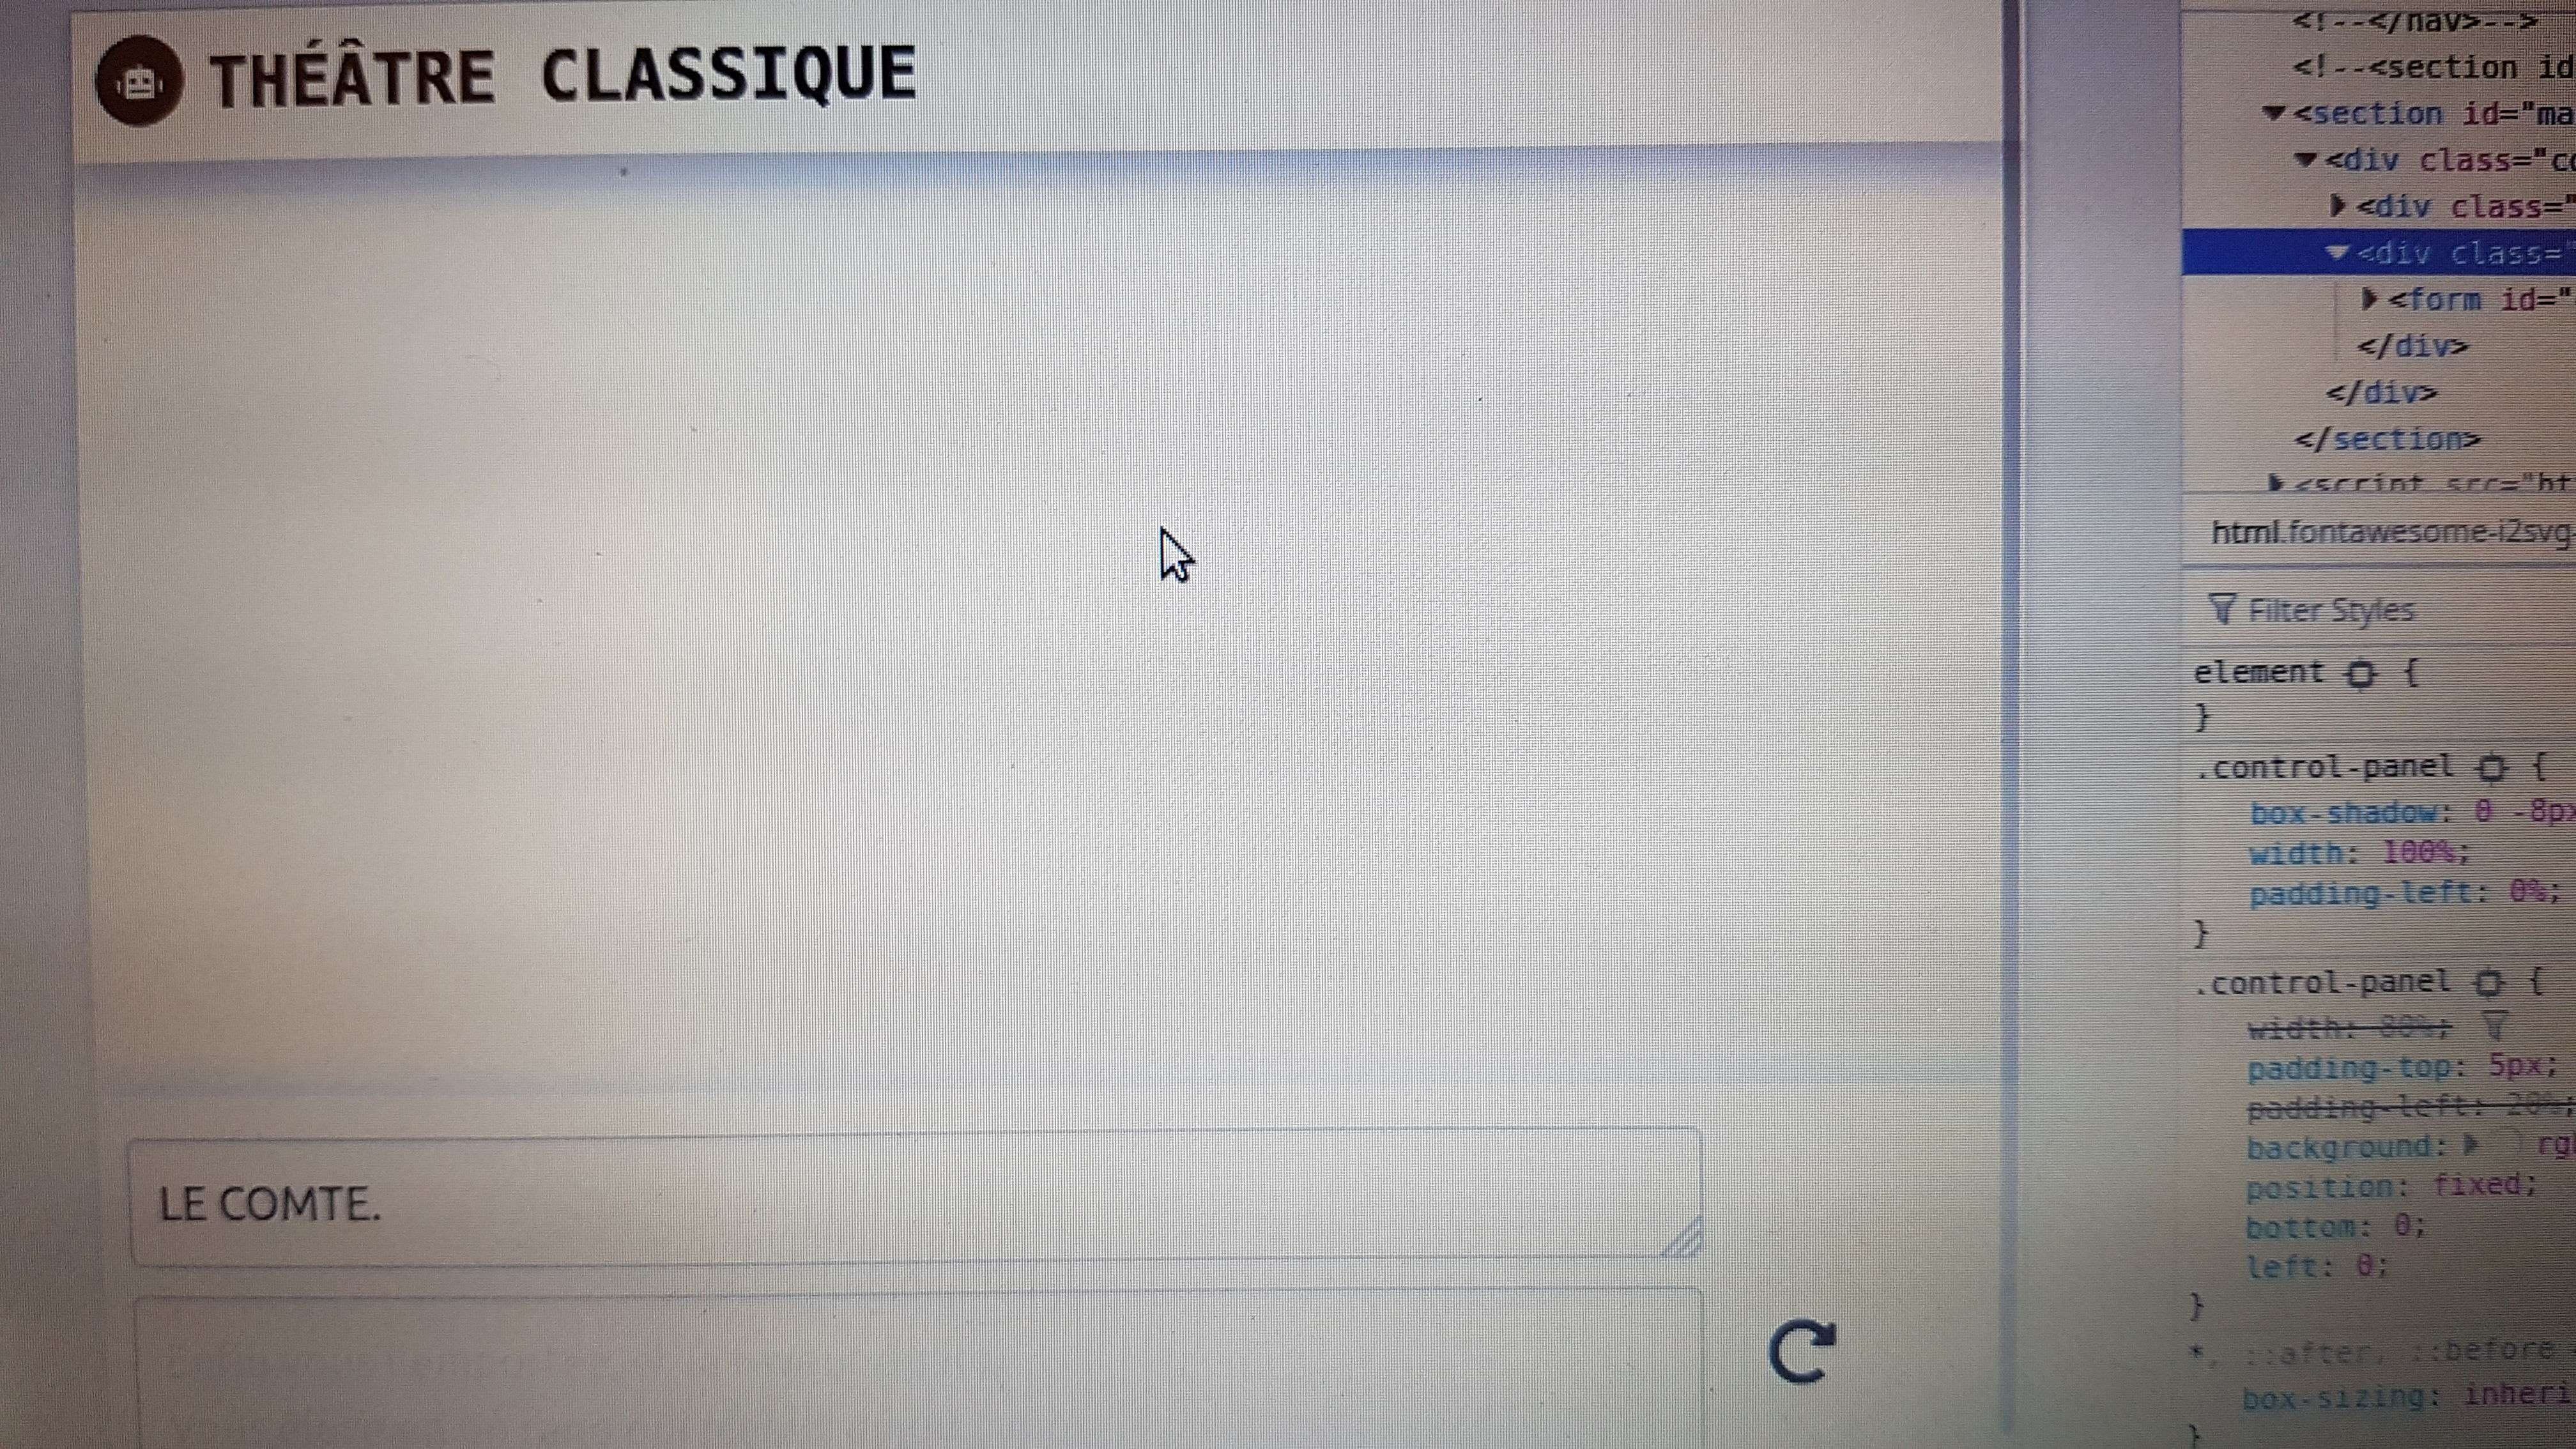 THÉÂTRE CLASSIQUE
LE COMTE.
<!--</nav>-->
<!--<section id
<section id="ma
<div class="co
<div class="
<div class="
<form id="
</div>
</div>
</section>
<script src="ht
html.fontawesome-i2svg-
Filter Styles
element {
}
.control-panel {
box-shadow: 0 -8px
width: 100%;
padding-left: 0%;
}
.control-panel {
width: 80%;
padding-top: 5px;
padding-left: 20%;
background: rg
position: fixed;
bottom: 0;
left: 0;
}
*, ::after, ::before
box-sizing: inheri
}